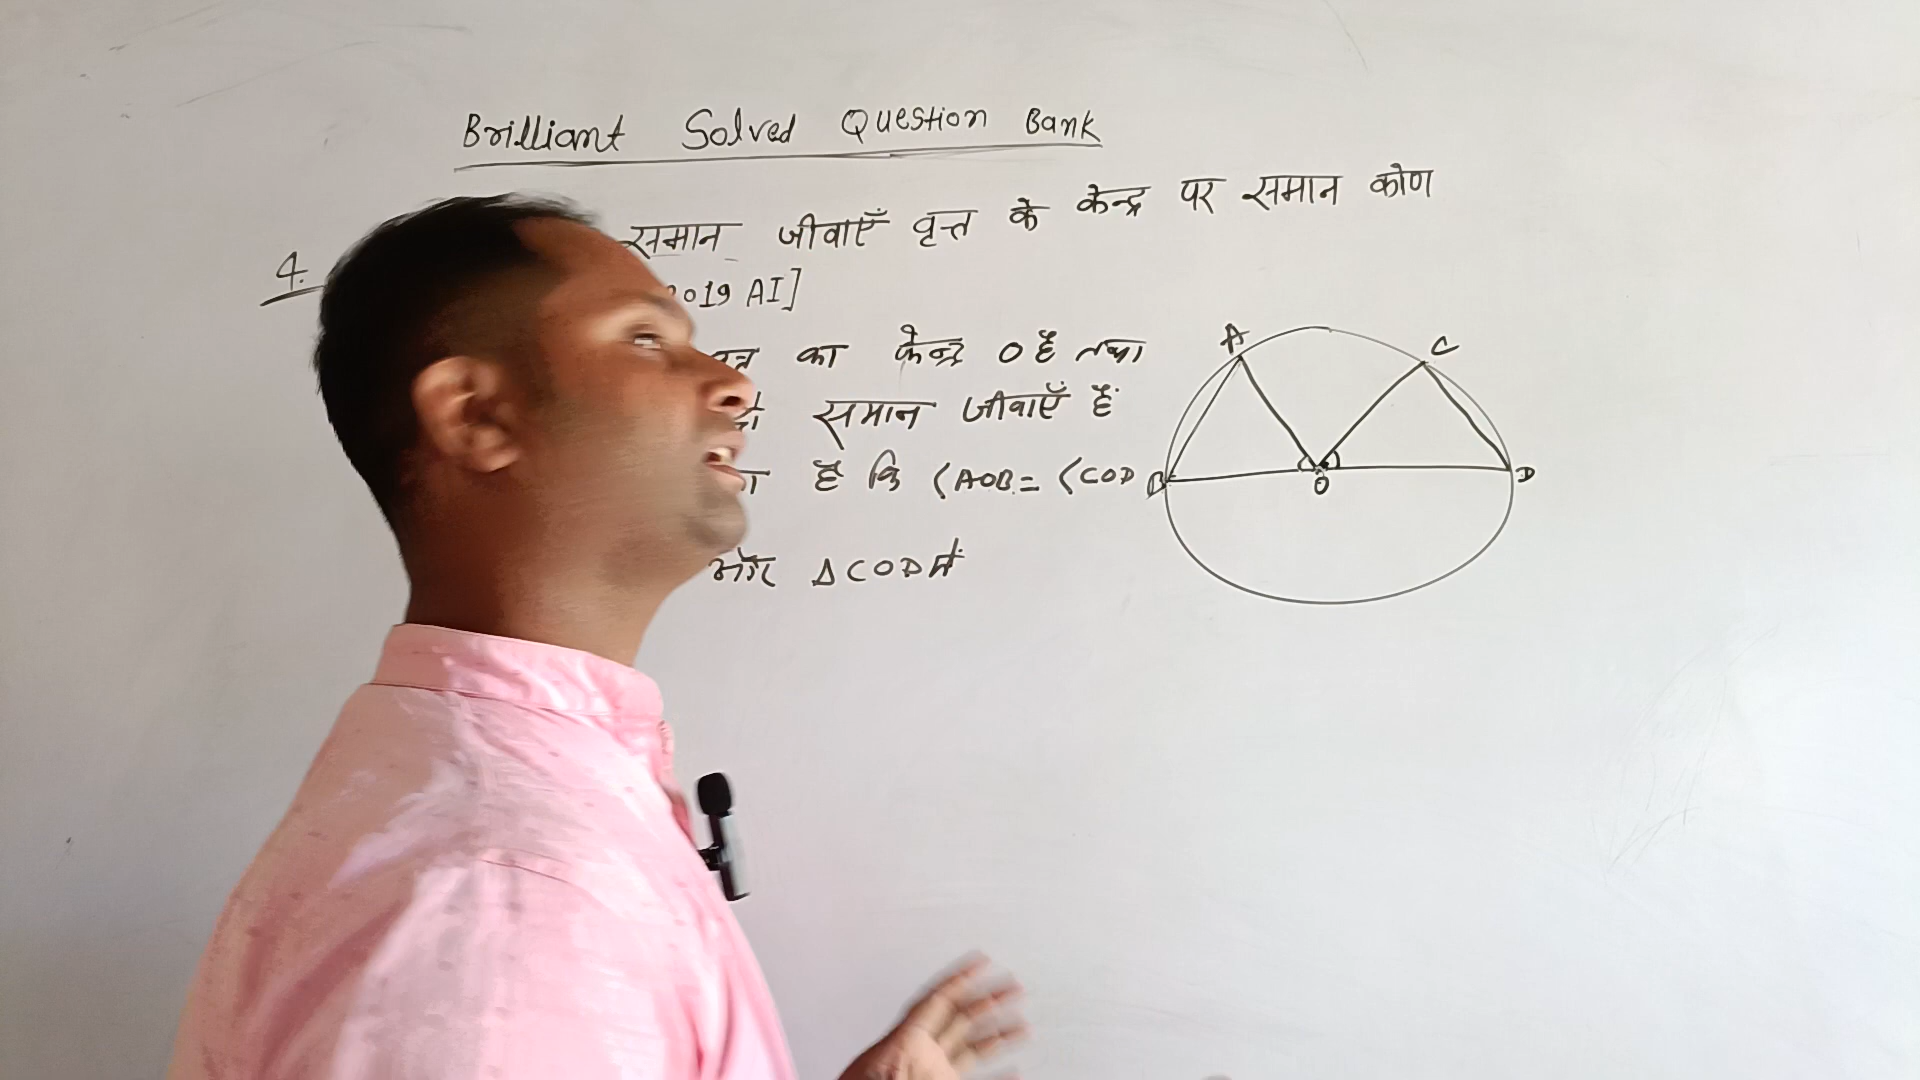 Brilliant Solved Question Bank
4. समान जीवाएँ वृत्त के केन्द्र पर समान कोण
2019 AI]
का केन्द्र O है तथा
समान जीवाएँ हैं
है कि <AOB = <COD
और ΔCOD में
A
C
B
O
D